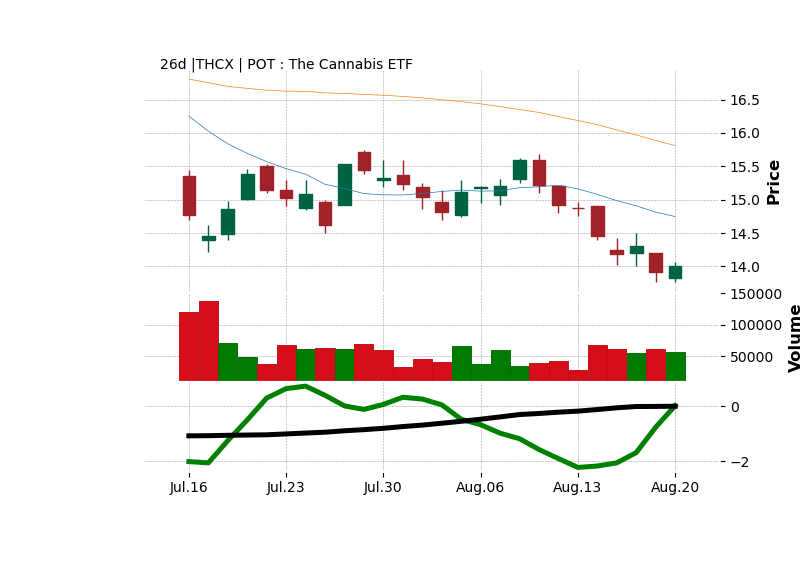 26d |THCX | POT : The Cannabis ETF
16.5
16.0
15.5
15.0
14.5
14.0
Price
150000
100000
50000
Volume
0
−2
Jul.16 Jul.23 Jul.30 Aug.06 Aug.13 Aug.20